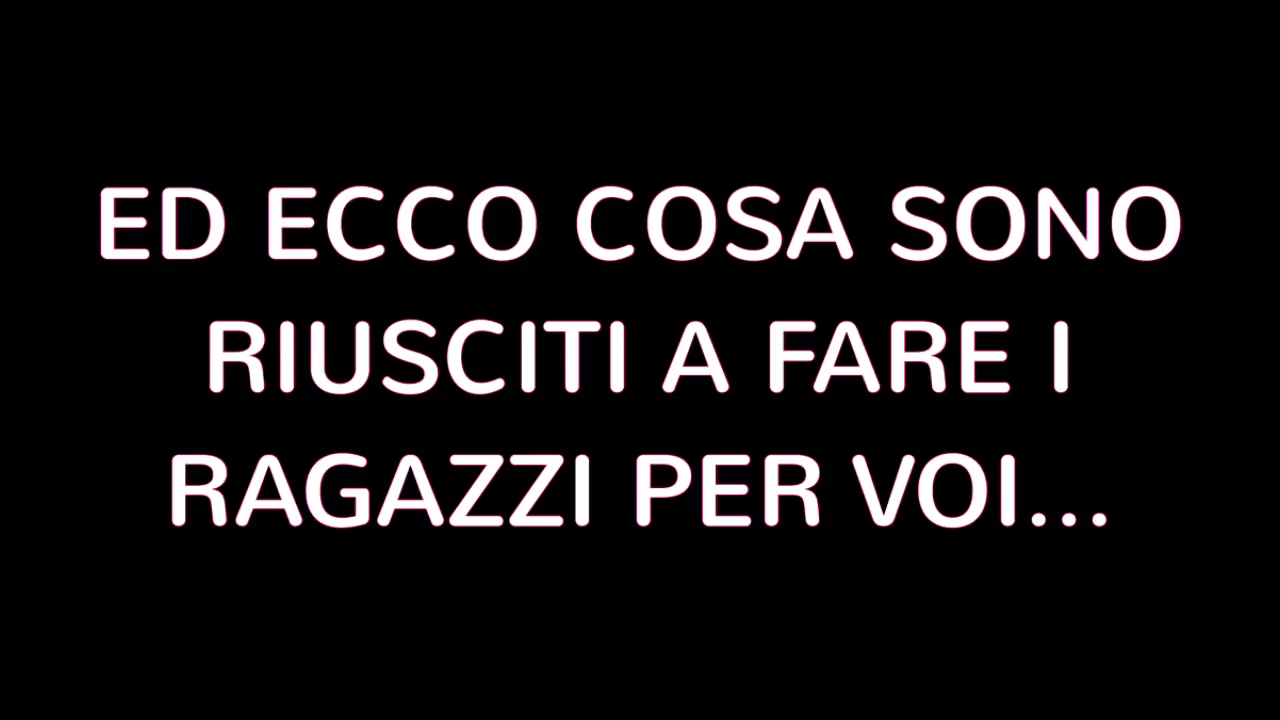 ED ECCO COSA SONO
RIUSCITI A FARE I
RAGAZZI PER VOI...